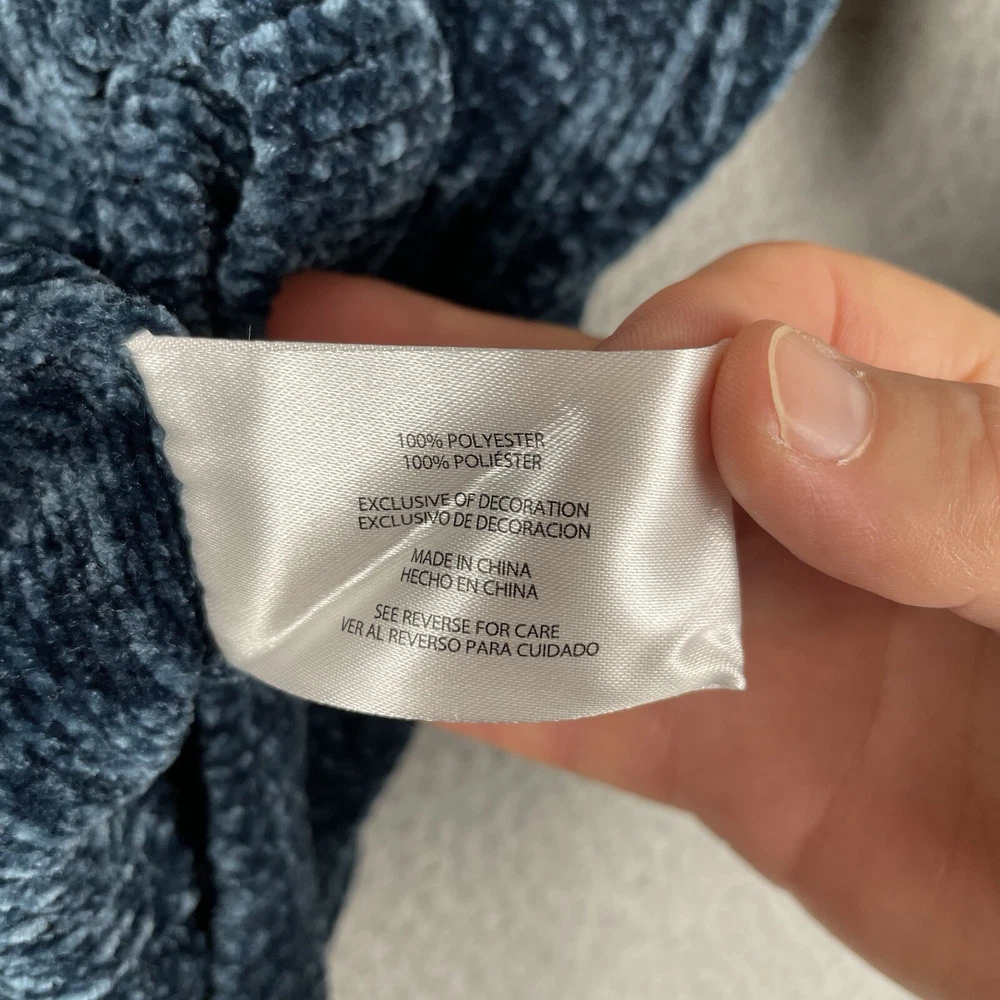 100% POLYESTER
100% POLIÉSTER
EXCLUSIVE OF DECORATION
EXCLUSIVO DE DECORACION
MADE IN CHINA
HECHO EN CHINA
SEE REVERSE FOR CARE
VER AL REVERSO PARA CUIDADO